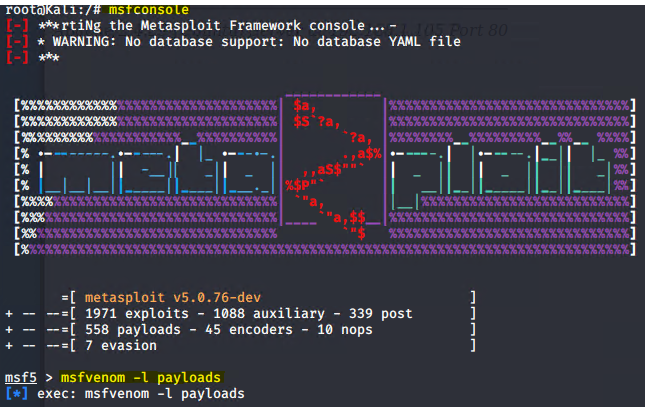 root@Kali:/# msfconsole
[-] ***rtiNg the Metasploit Framework console...-
[-] * WARNING: No database support: No database YAML file
[-] ***
=[ metasploit v5.0.76-dev ]
+ -- --=[ 1971 exploits - 1088 auxiliary - 339 post ]
+ -- --=[ 558 payloads - 45 encoders - 10 nops ]
+ -- --=[ 7 evasion ]
msf5 > msfvenom -l payloads
[*] exec: msfvenom -l payloads